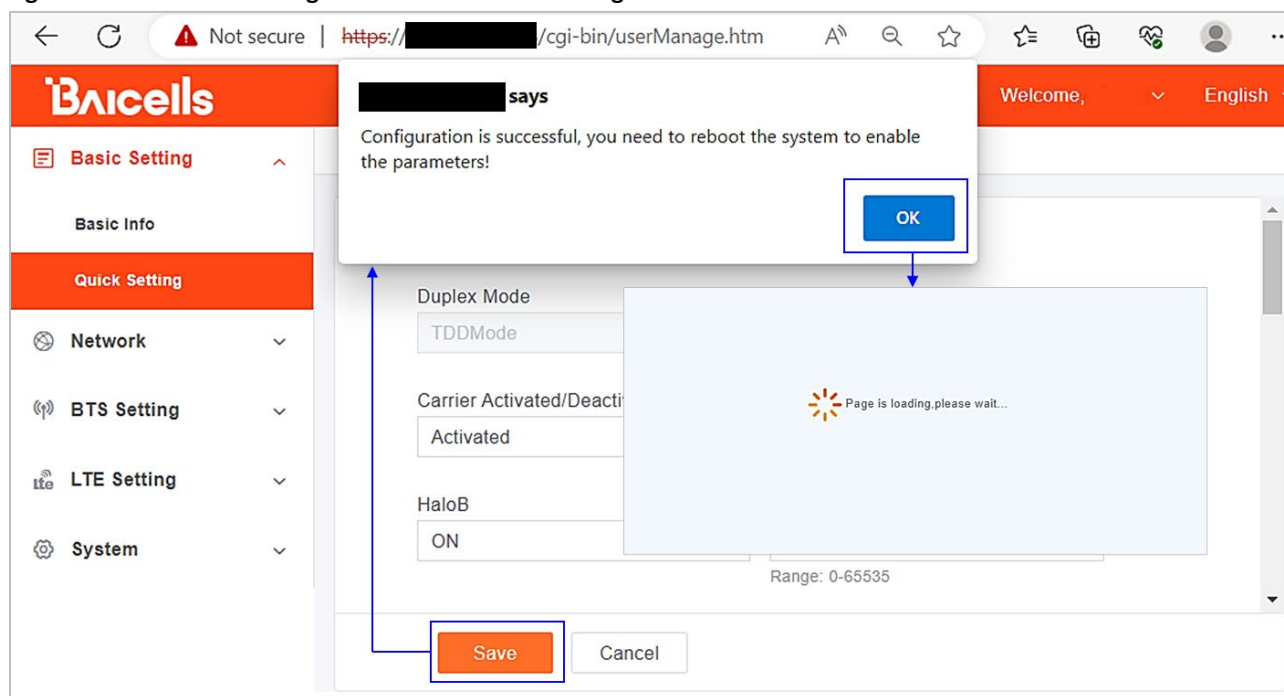 Not secure | https:// /cgi-bin/userManage.htm
Baicells
says
Welcome,
English
Configuration is successful, you need to reboot the system to enable
the parameters!
OK
Basic Setting
Basic Info
Quick Setting
Network
BTS Setting
LTE Setting
System
Duplex Mode
TDDMode
Carrier Activated/Deacti
Activated
HaloB
ON
Page is loading,please wait...
Range: 0-65535
Save
Cancel